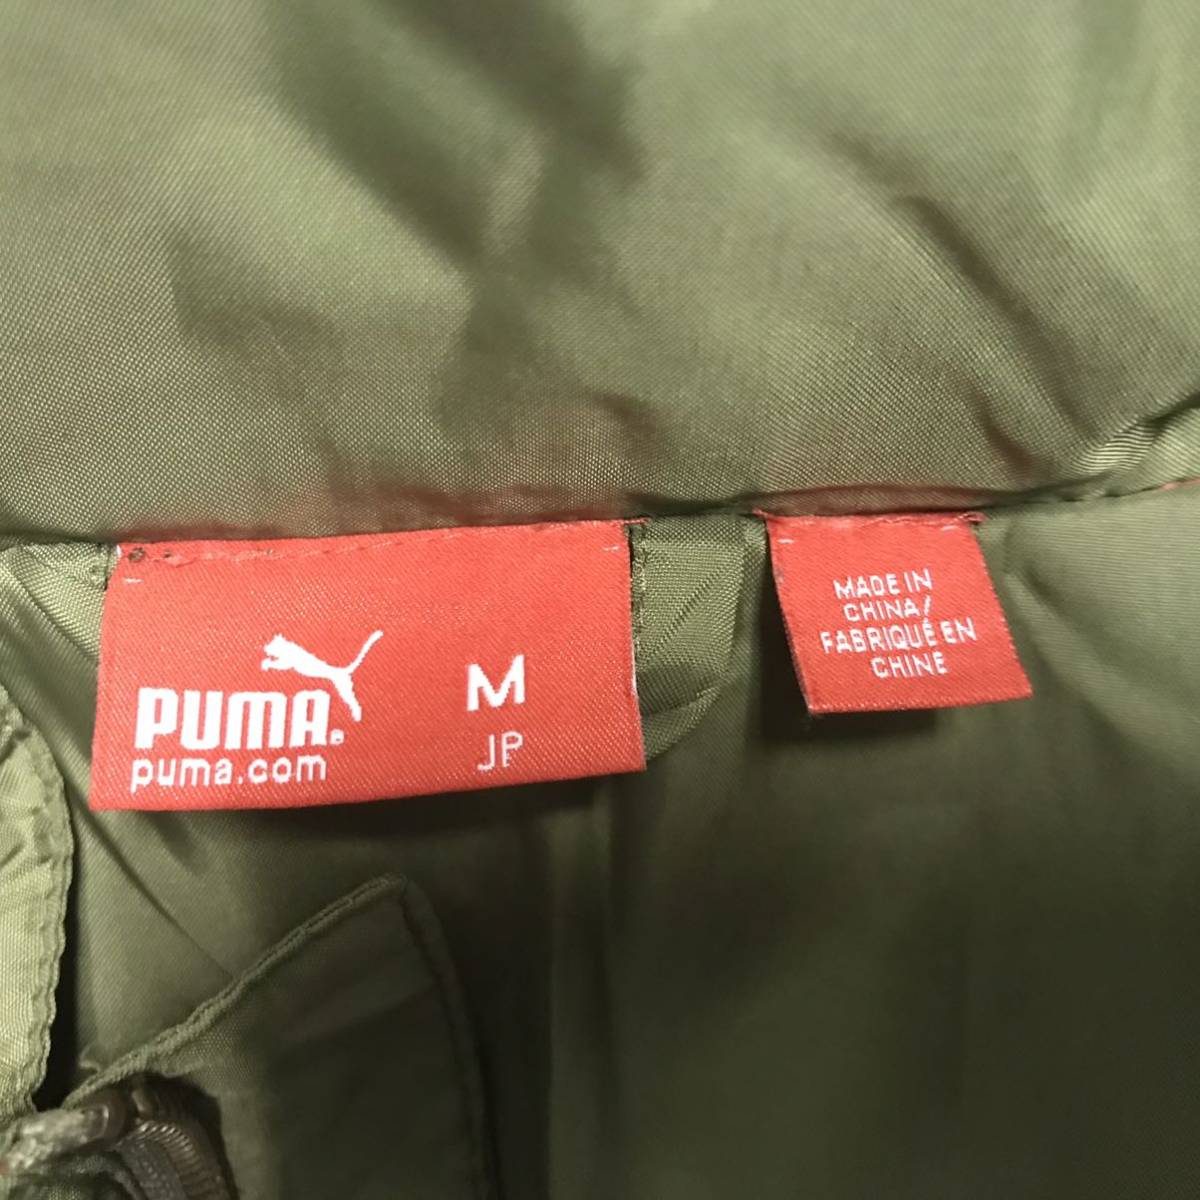 PUMA®
puma.com
M
JP
MADE IN
CHINA/
FABRIQUÉ EN
CHINE